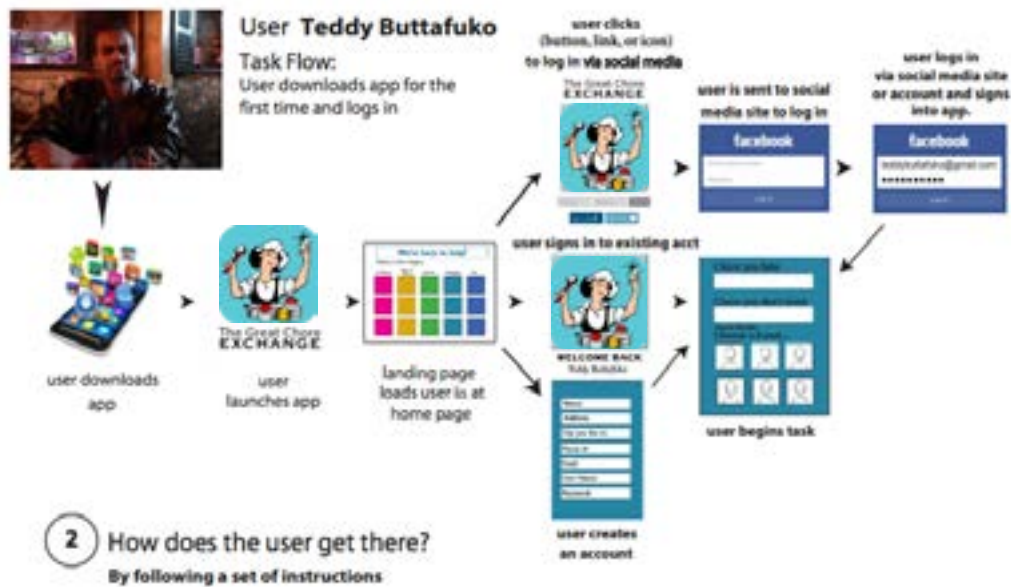 User Teddy Buttafuko
Task Flow:
User downloads app for the
first time and logs in
user clicks
(button, link, or icon)
to log in via social media
The Great Chore
EXCHANGE
user is sent to social
media site to log in
facebook
user logs in
via social media site
or account and signs
into app.
facebook
teddybuttafuko@gmail.com
user downloads
app
The Great Chore
EXCHANGE
user
launches app
landing page
loads user is at
home page
user signs in to existing acct
WELCOME BACK
Teddy Buttafuko
user creates
an account
user begins task
2 How does the user get there?
By following a set of instructions